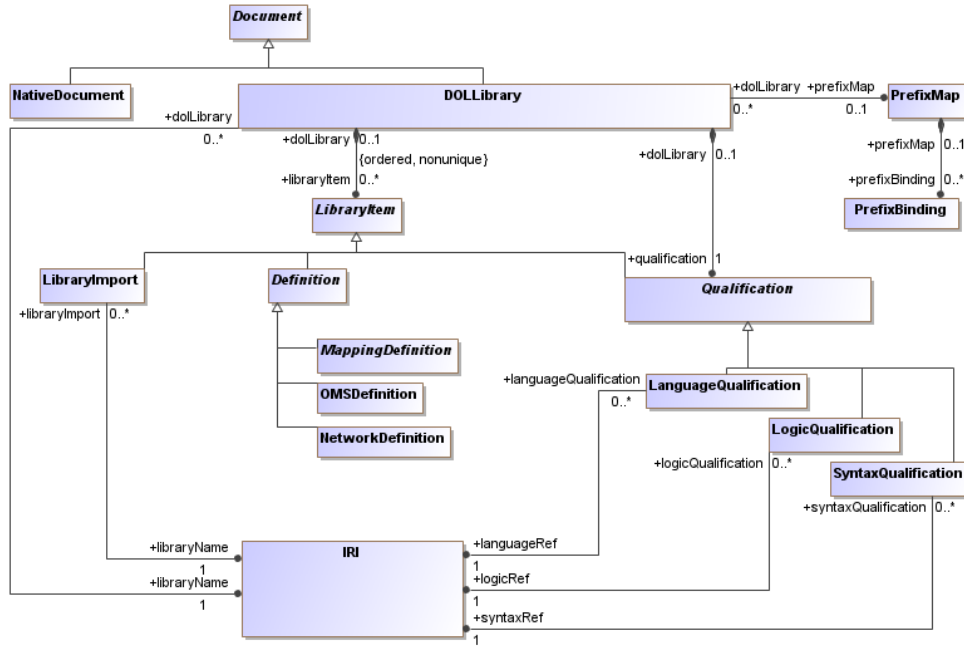 Document
NativeDocument
DOLLibrary
+dolLibrary
+prefixMap
0..*
0..1
PrefixMap
+dolLibrary
0..*
+dolLibrary
0..1
{ordered, nonunique}
+libraryItem
0..*
+dolLibrary
0..1
+prefixMap
0..1
+prefixBinding
0..*
PrefixBinding
LibraryItem
+qualification
1
LibraryImport
Definition
Qualification
+libraryImport
0..*
MappingDefinition
OMSDefinition
NetworkDefinition
+languageQualification
0..*
LanguageQualification
LogicQualification
+logicQualification
0..*
SyntaxQualification
+syntaxQualification
0..*
+libraryName
1
+libraryName
1
IRI
+languageRef
1
+logicRef
1
+syntaxRef
1